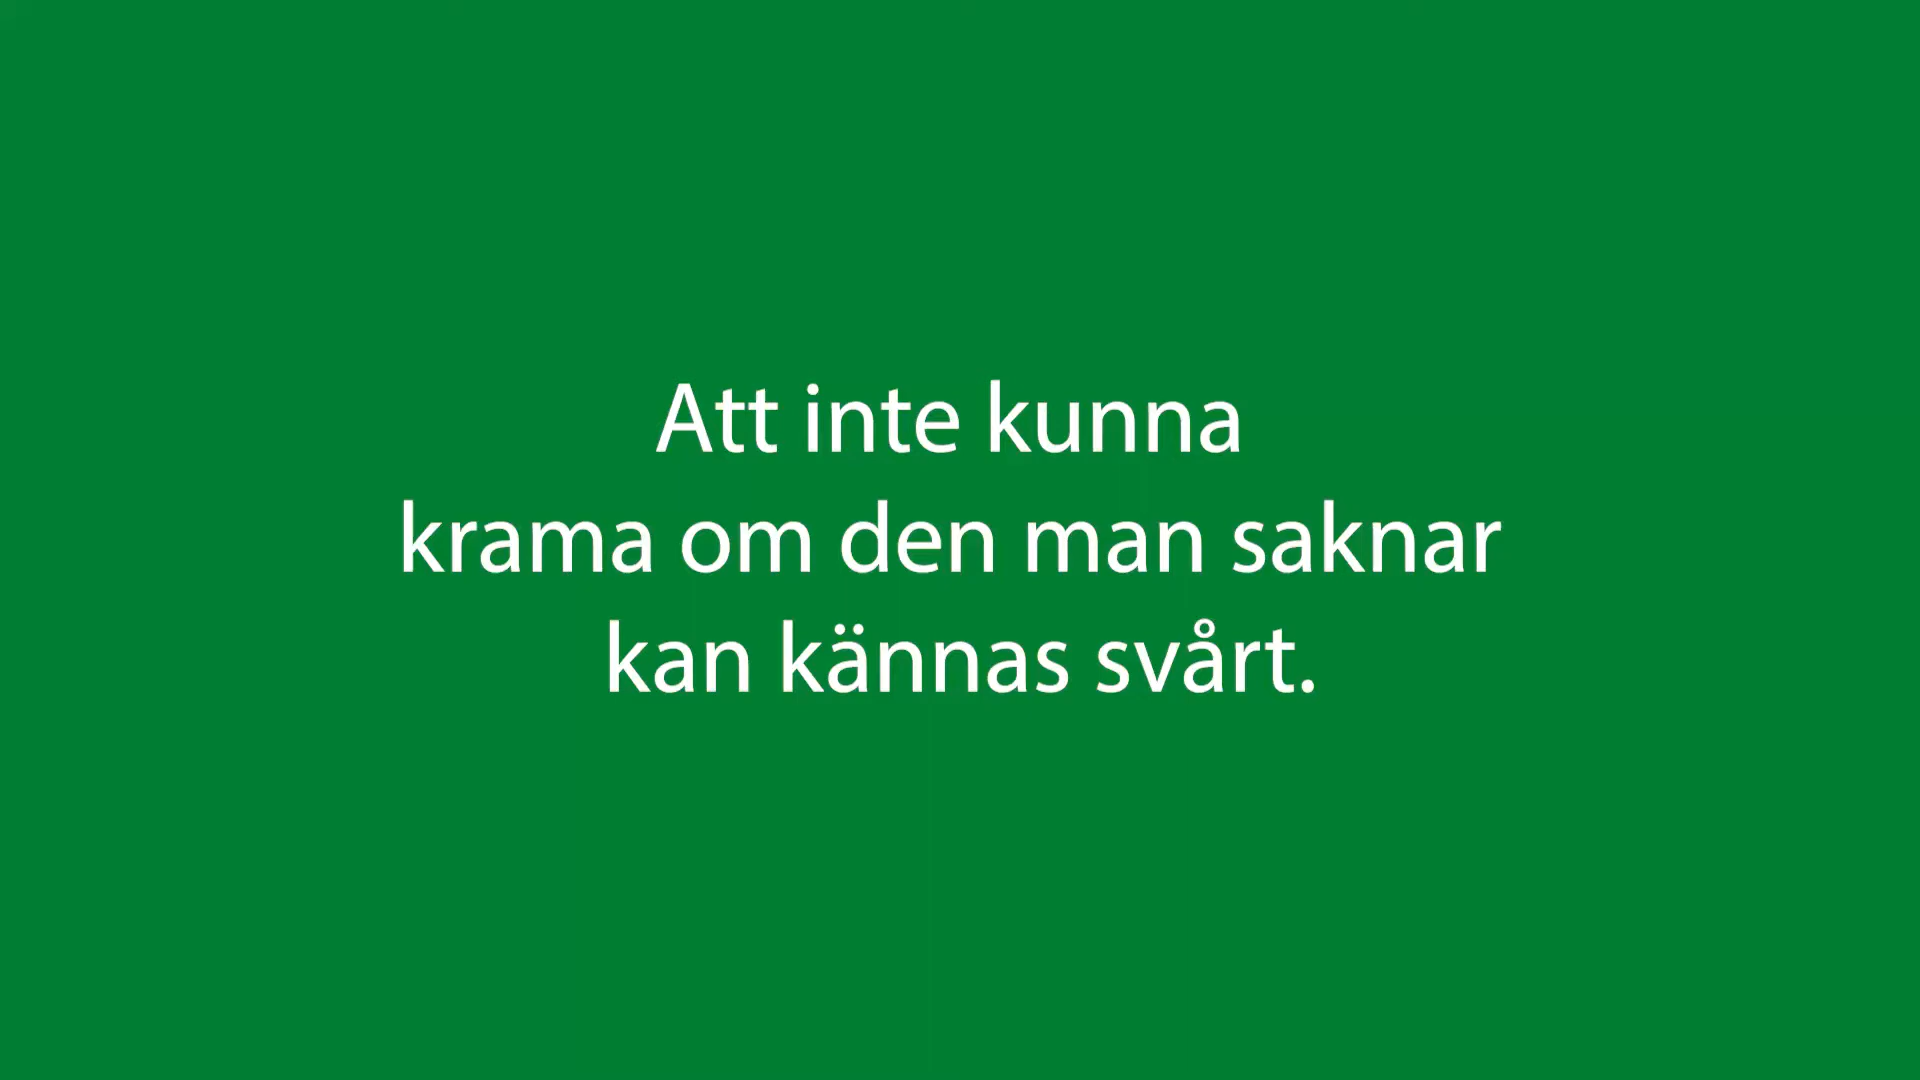 Att inte kunna
krama om den man saknar
kan kännas svårt.